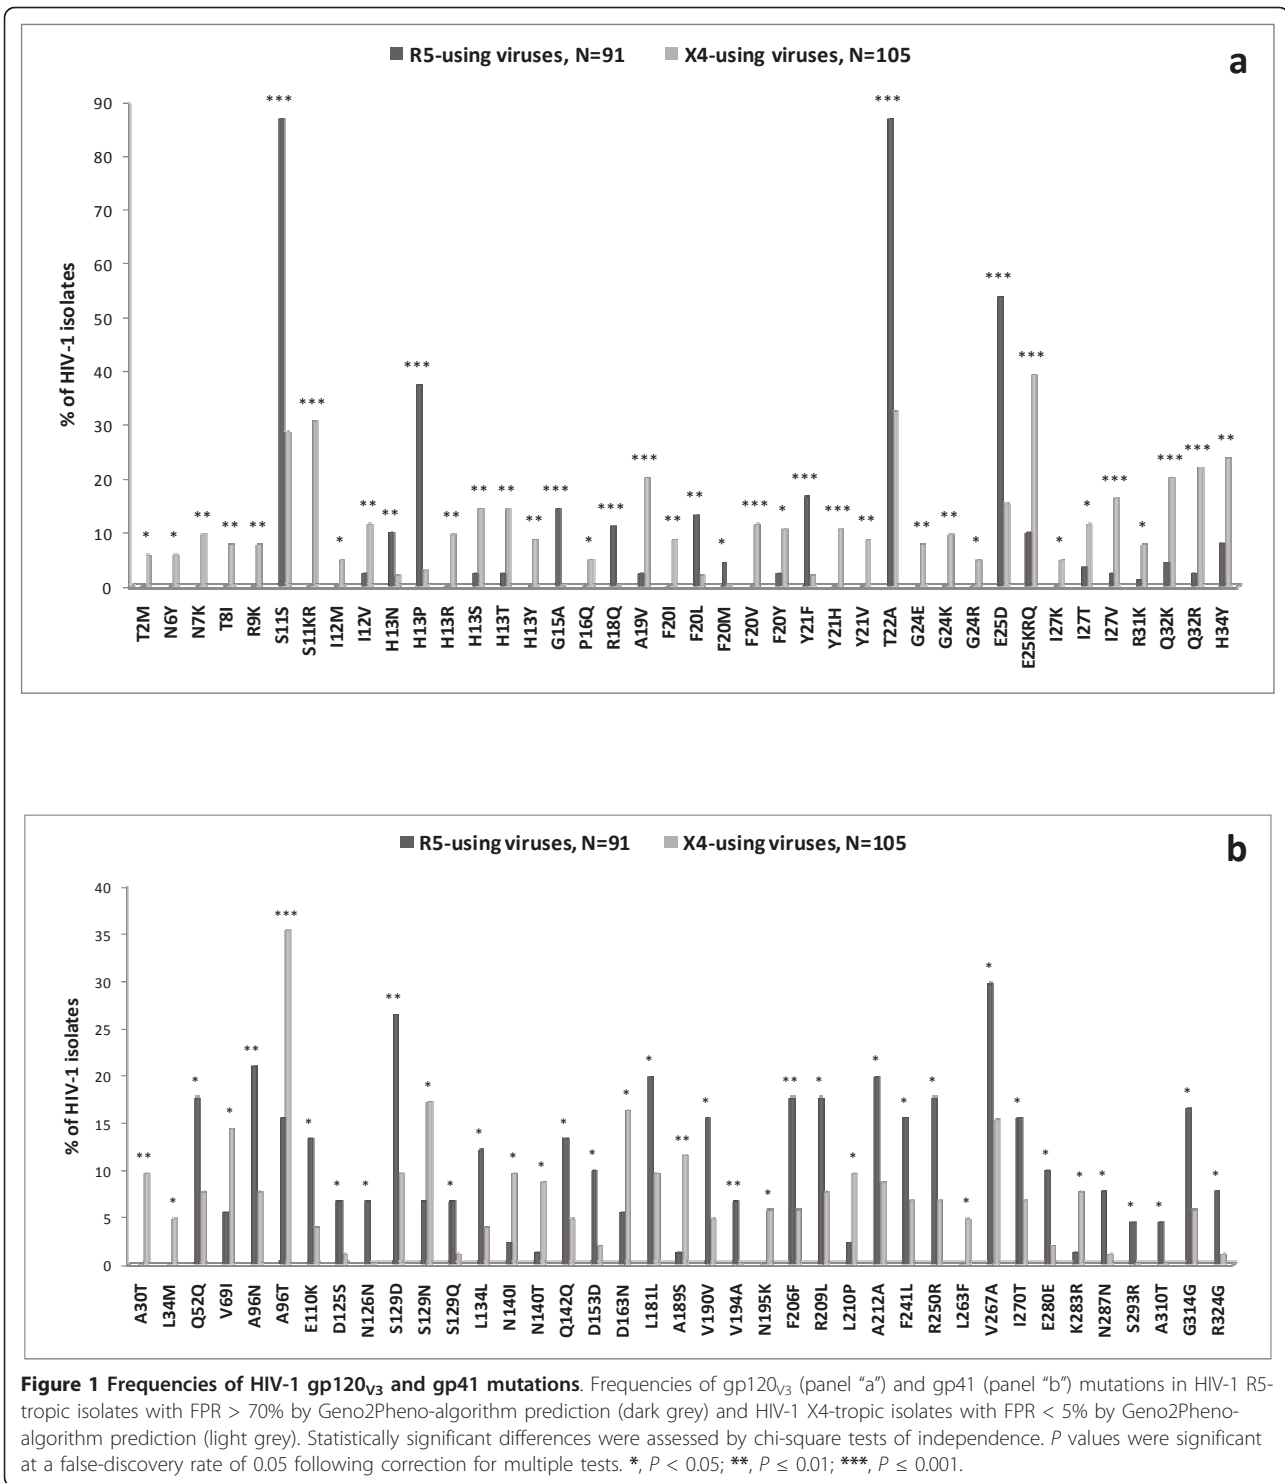 R5-using viruses, N=91 X4-using viruses, N=105
a
% of HIV-1 isolates
90
80
70
60
50
40
30
20
10
0
* * ** ** ** *** *** * ** ** *** ** ** ** ** *** * *** *** ** ** * *** * *** *** ** *** ** ** * *** *** * * *** * *** *** **
T2M N6Y N7K T8I R9K S11S S11KR I12M I12V H13N H13P H13R H13S H13T H13Y G15A P16Q R18Q A19V F20I F20L F20M F20V F20Y Y21F Y21H Y21V T22A G24E G24K G24R E25D E25KRQ I27K I27T I27V R31K Q32K Q32R H34Y
R5-using viruses, N=91 X4-using viruses, N=105
b
% of HIV-1 isolates
40
35
30
25
20
15
10
5
0
** * * * ** *** * * * ** * * * * * * * * * ** * ** * ** * * * * * * * * * * * * * * *
A30T L34M Q52Q V69I A96N A96T E110K D125S N126N S129D S129N S129Q L134L N140I N140T Q142Q D153D D163N L181L A189S V190V V194A N195K F206F R209L L210P A212A F241L R250R L263F V267A I270T E280E K283R N287N S293R A310T G314G R324G
Figure 1 Frequencies of HIV-1 gp120V3 and gp41 mutations. Frequencies of gp120V3 (panel "a") and gp41 (panel "b") mutations in HIV-1 R5-
tropic isolates with FPR > 70% by Geno2Pheno-algorithm prediction (dark grey) and HIV-1 X4-tropic isolates with FPR < 5% by Geno2Pheno-
algorithm prediction (light grey). Statistically significant differences were assessed by chi-square tests of independence. P values were significant
at a false-discovery rate of 0.05 following correction for multiple tests. *, P < 0.05; **, P ≤ 0.01; ***, P ≤ 0.001.